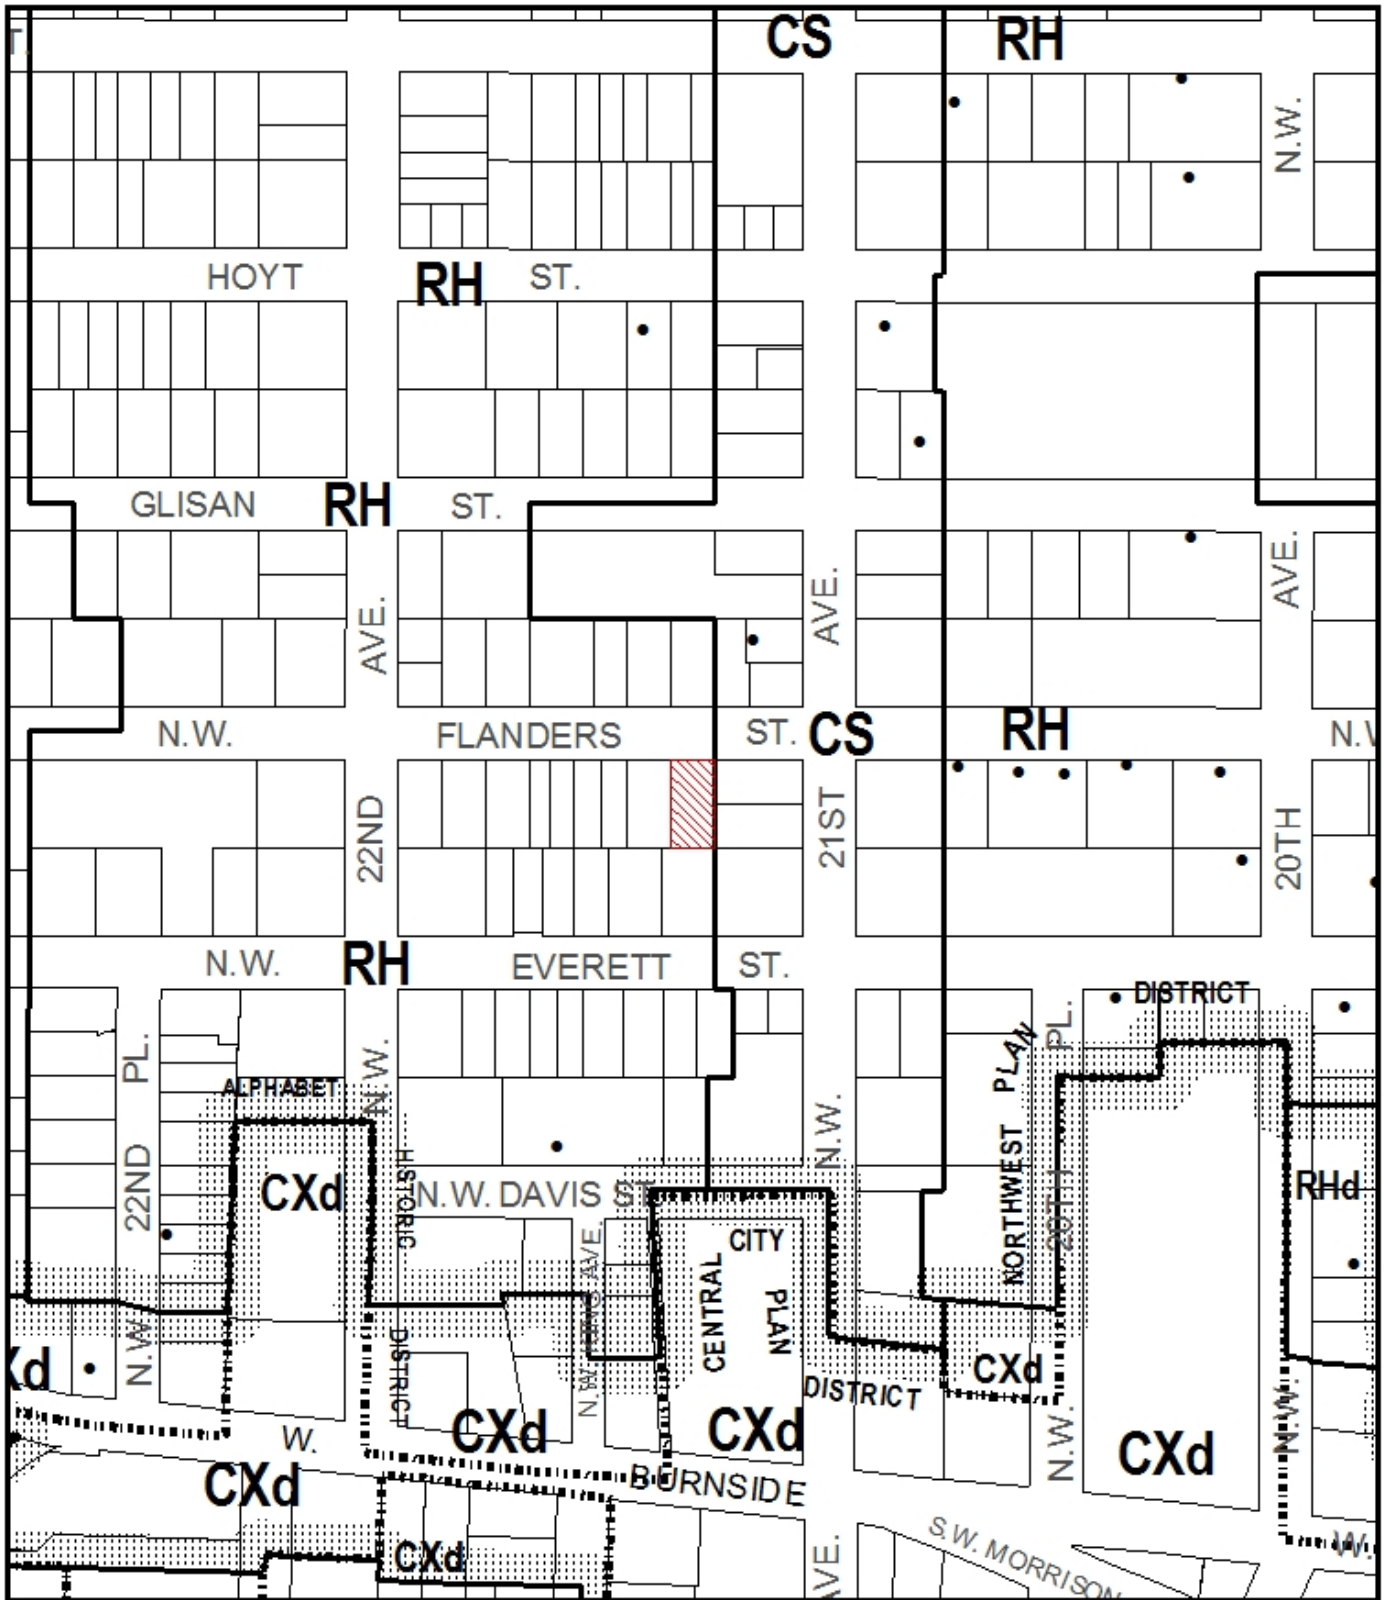 CS
RH
T.
N.W.
HOYT
RH
ST.
GLISAN
RH
ST.
AVE.
AVE.
AVE.
N.W.
FLANDERS
ST.
CS
RH
22ND
21ST
20TH
N.W.
RH
EVERETT
ST.
DISTRICT
PL.
PL.
PLAN
N.W.
ALPHABET
N.W.
22ND
CXd
HISTORIC
N.W. DAVIS ST
NORTHWEST
20TH
RHd
CITY
CENTRAL
PLAN
N.W. KING AVE.
DISTRICT
N.W.
Xd
CXd
DISTRICT
CXd
CXd
W.
N.W.
N.W.
CXd
CXd
BURNSIDE
CXd
AVE.
S.W. MORRISON
W.